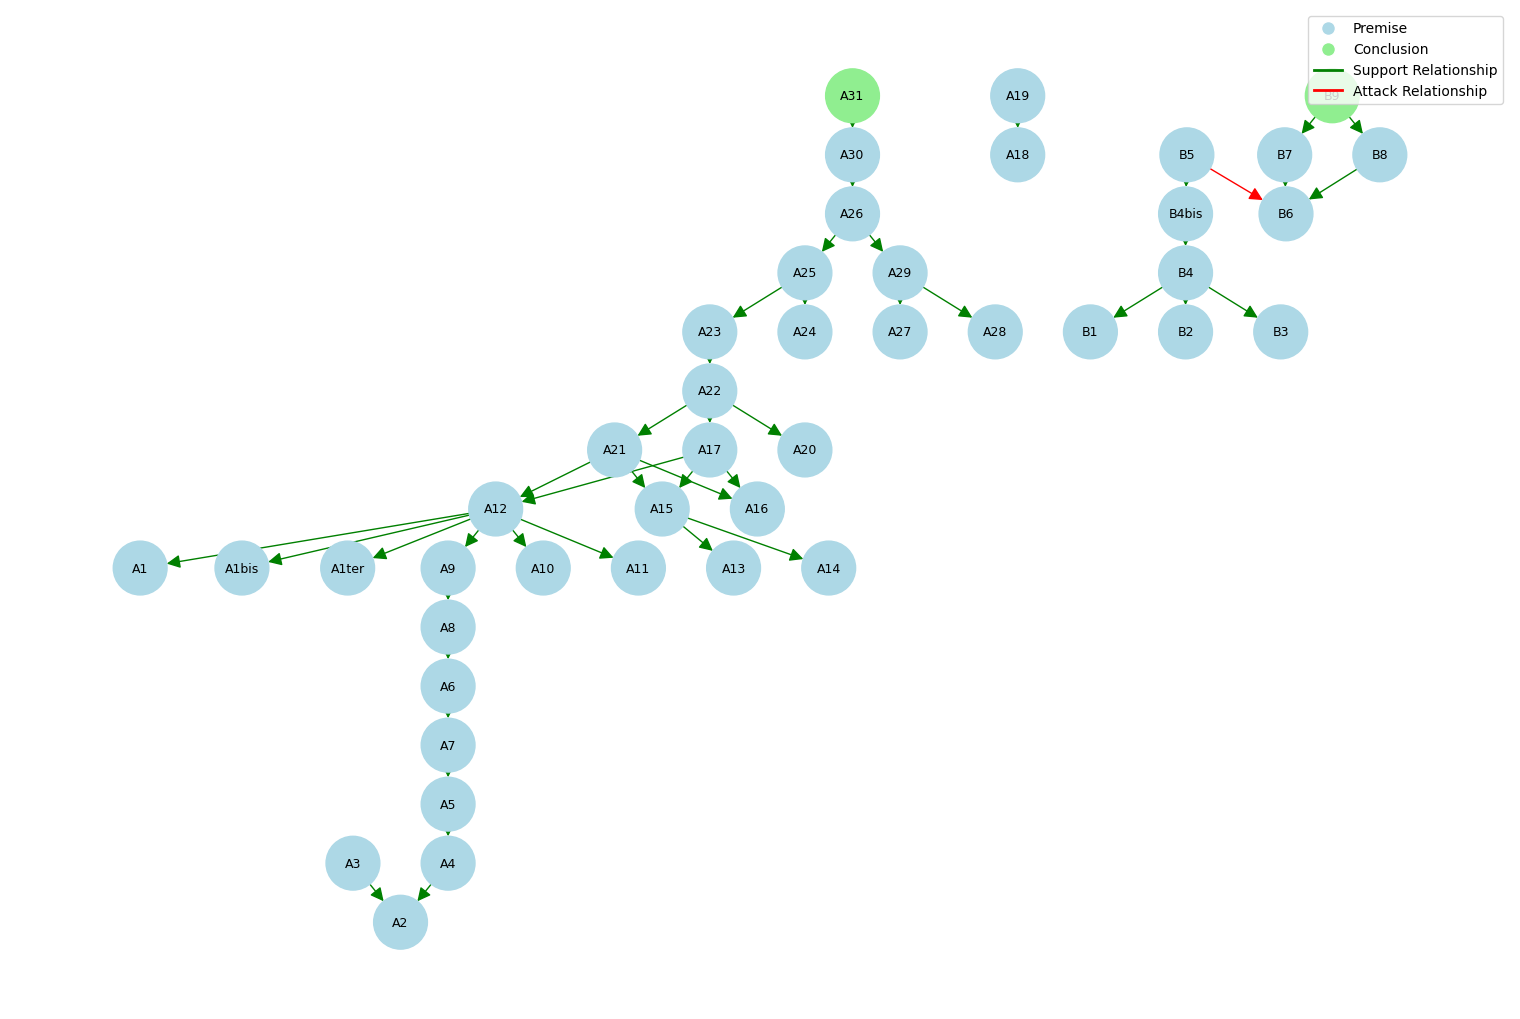 Premise
Conclusion
Support Relationship
Attack Relationship
A31
A19
B9
A30
A18
B5
B7
B8
A26
B4bis
B6
A25
A29
B4
A23
A24
A27
A28
B1
B2
B3
A22
A21
A17
A20
A12
A15
A16
A1
A1bis
A1ter
A9
A10
A11
A13
A14
A8
A6
A7
A5
A3
A4
A2